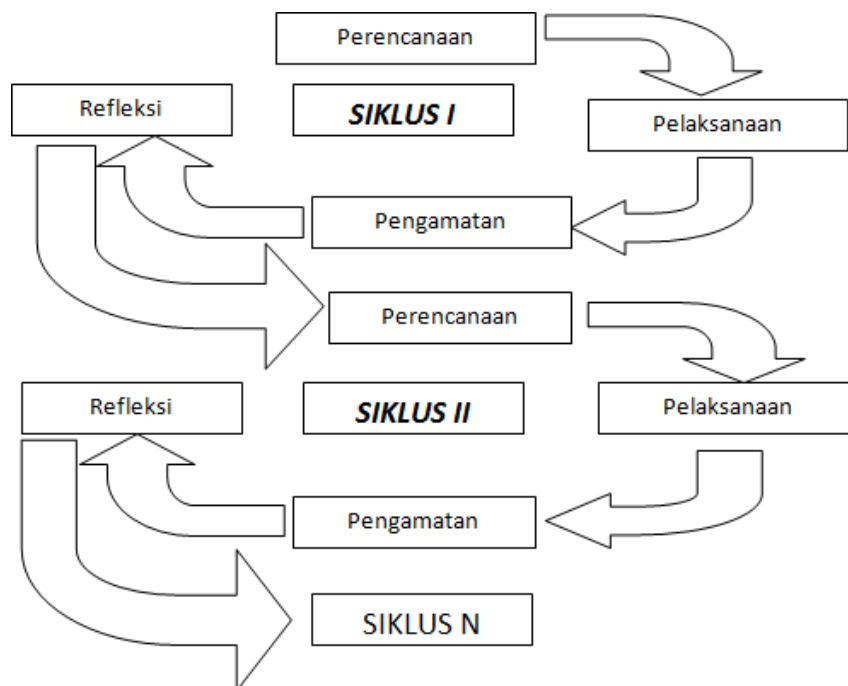 Perencanaan
Refleksi
SIKLUS I
Pelaksanaan
Pengamatan
Perencanaan
Refleksi
SIKLUS II
Pelaksanaan
Pengamatan
SIKLUS N